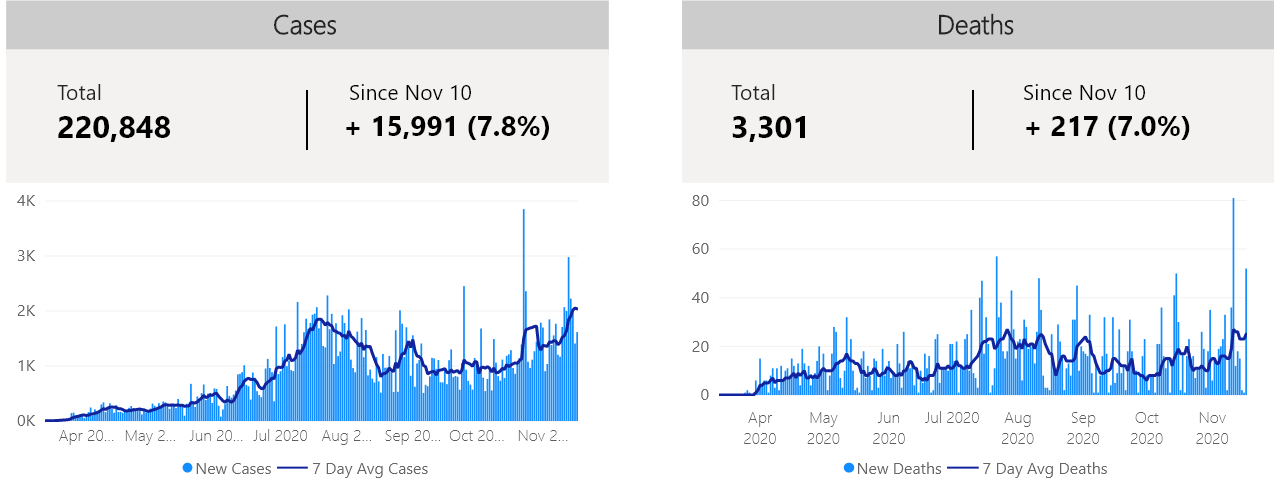 Cases
Total
220,848
Since Nov 10
+ 15,991 (7.8%)
4K
3K
2K
1K
0K
Apr 20... May 2... Jun 20... Jul 2020 Aug 2... Sep 20... Oct 20... Nov 2...
New Cases 7 Day Avg Cases
Deaths
Total
3,301
Since Nov 10
+ 217 (7.0%)
80
60
40
20
0
Apr 2020 May 2020 Jun 2020 Jul 2020 Aug 2020 Sep 2020 Oct 2020 Nov 2020
New Deaths 7 Day Avg Deaths